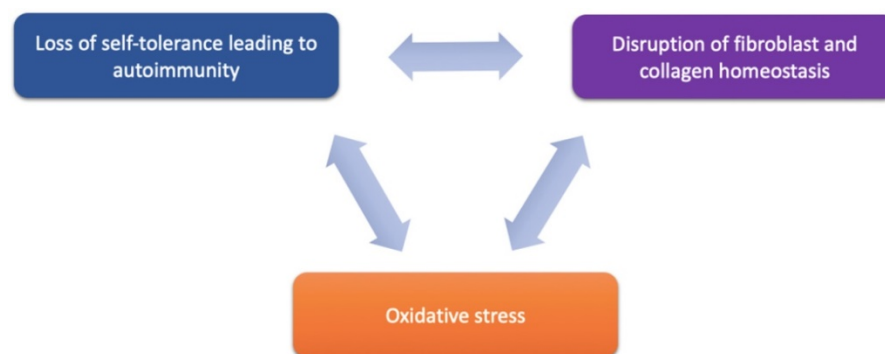 Loss of self-tolerance leading to
autoimmunity
Disruption of fibroblast and
collagen homeostasis
Oxidative stress